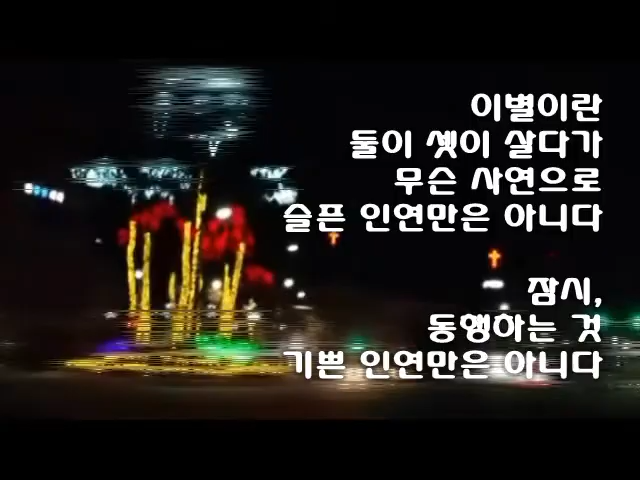 이별이란
둘이 셋이 살다가
무슨 사연으로
슬픈 인연만은 아니다
잠시,
동행하는 것
기쁜 인연만은 아니다